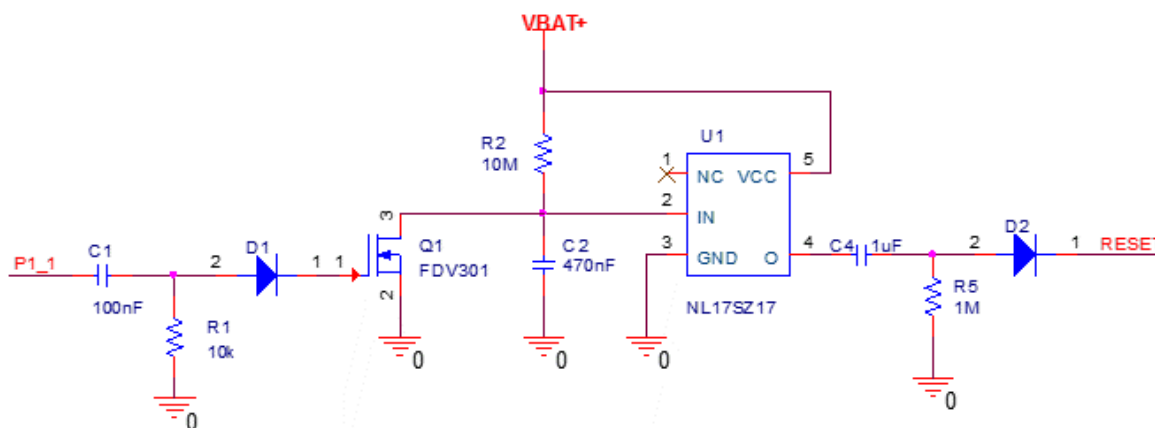 VBAT+
R2
10M
U1
1
NC
VCC
5
2
IN
3
GND
O
4
NL17SZ17
P1_1
C1
100nF
R1
10k
0
2
D1
1
1
3
Q1
FDV301
2
0
C2
470nF
0
0
C4
1uF
R5
1M
0
2
D2
1
RESET